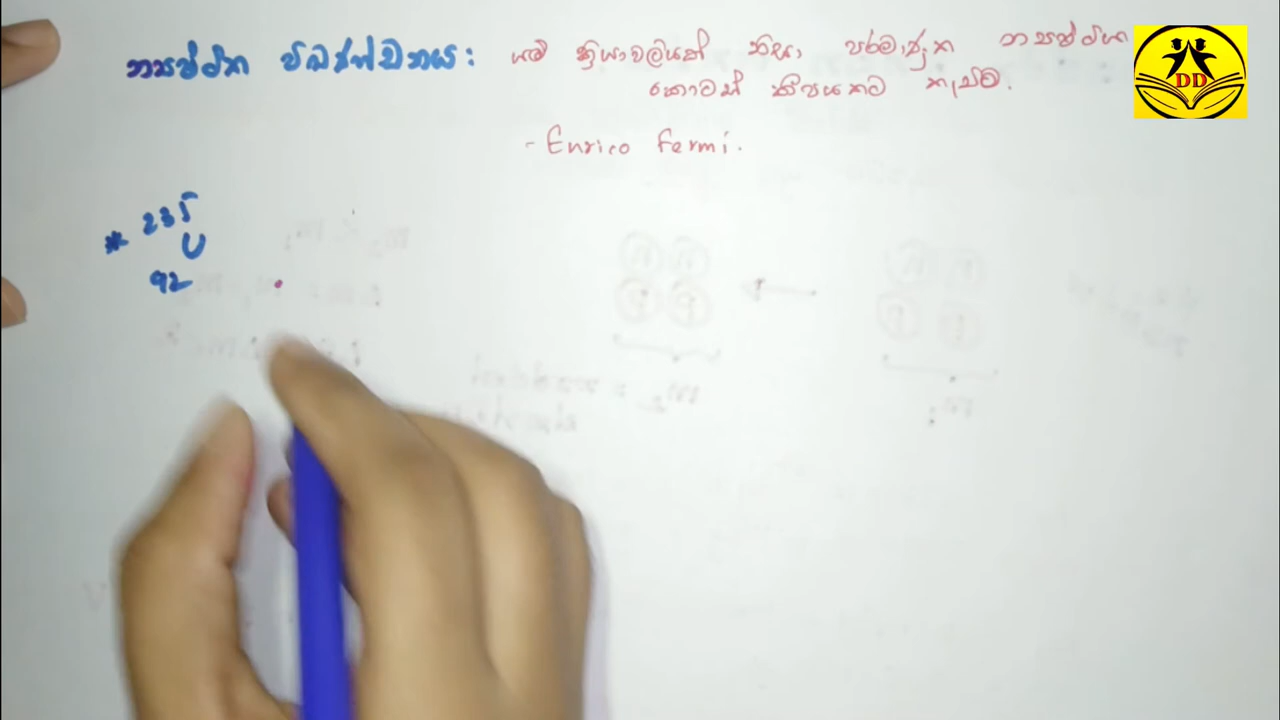 න්‍යෂ්ටික විඛණ්ඩනය : යම් ක්‍රියාවලියක් නිසා පරමාණුක න්‍යෂ්ටිය
කොටස් කීපයකට කැඩීම.
- Enrico Fermi.
* 235
U
92
DD